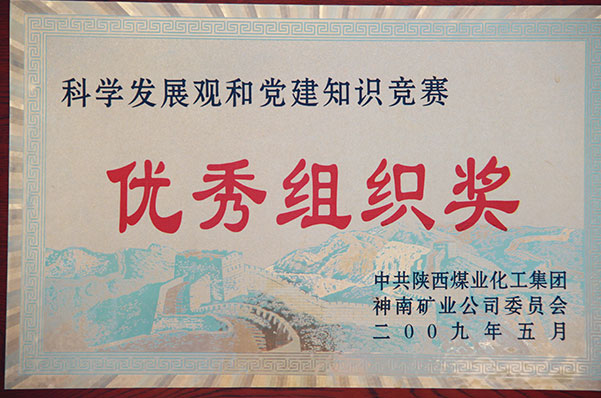 科学发展观和党建知识竞赛
优秀组织奖
中共陕西煤业化工集团
神南矿业公司委员会
二00九年五月